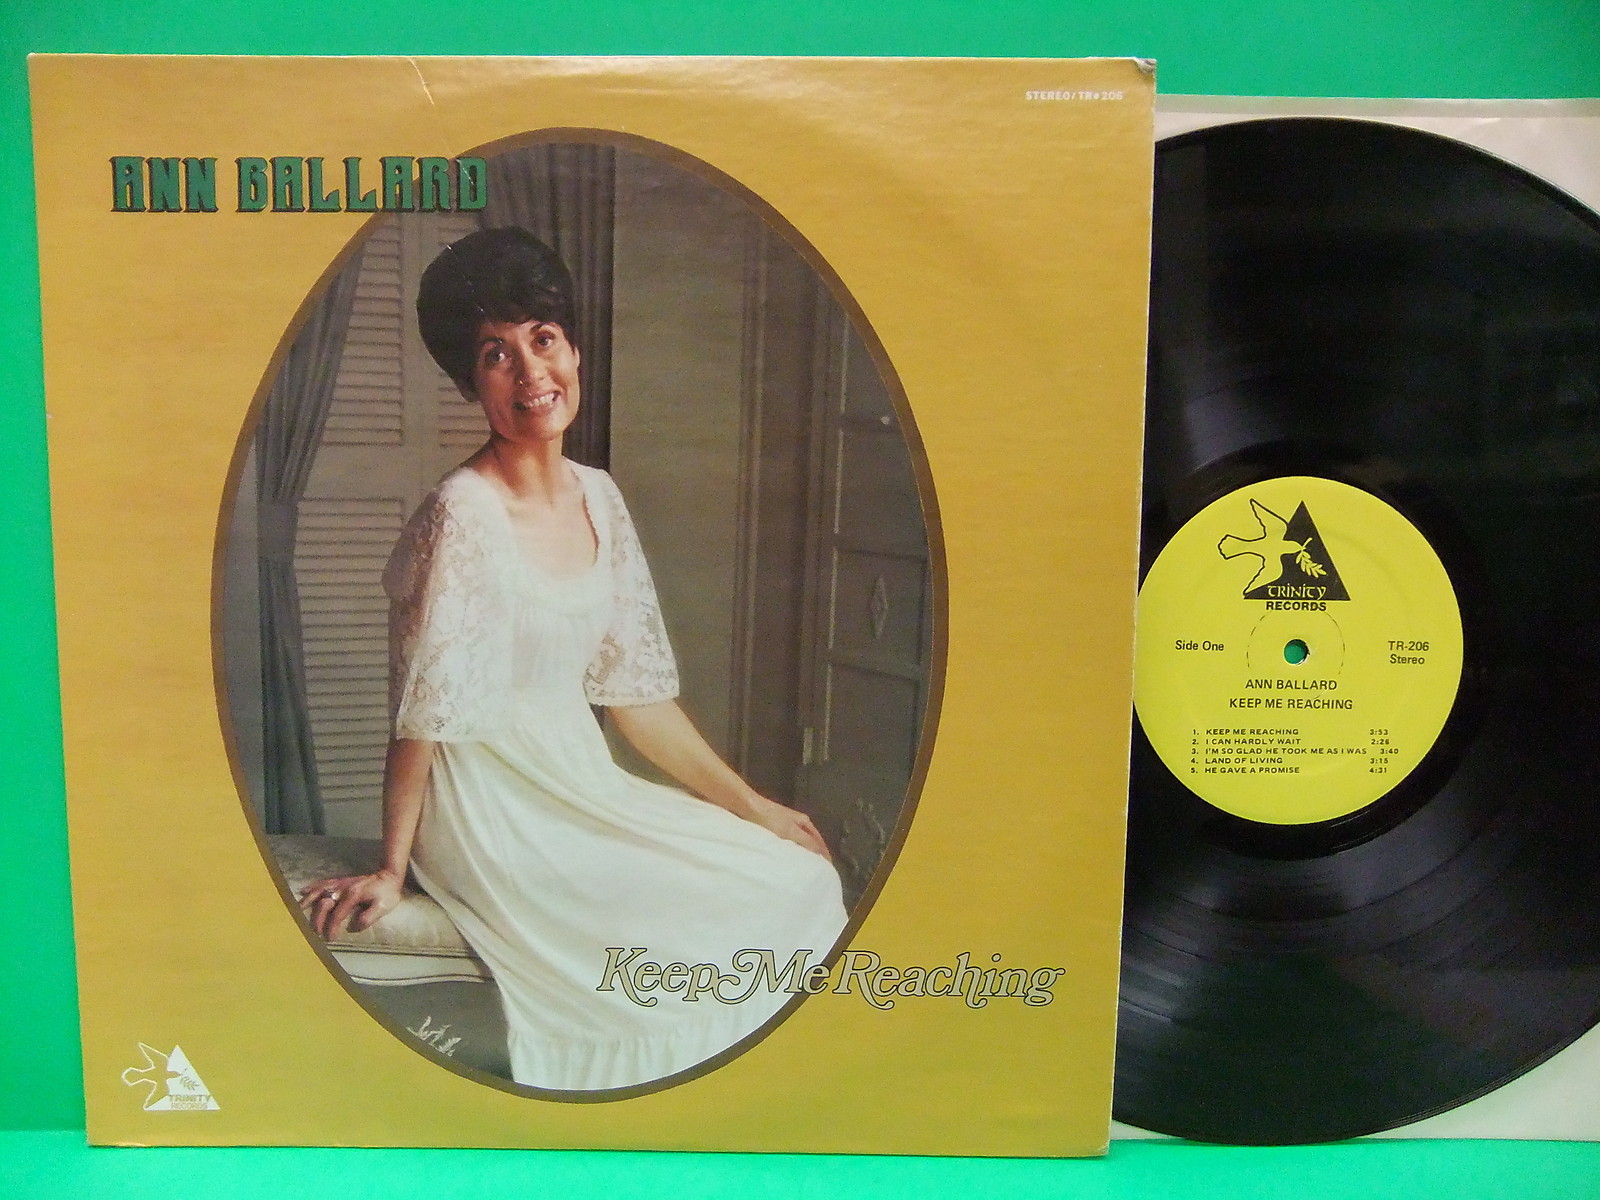 STEREO/TR#206
ANN BALLARD
Keep Me Reaching
TRINITY
RECORDS
TRINITY
RECORDS
Side One
TR-206
Stereo
ANN BALLARD
KEEP ME REACHING
1. KEEP ME REACHING 3:53
2. I CAN HARDLY WAIT 2:26
3. I'M SO GLAD HE TOOK ME AS I WAS 3:40
4. LAND OF LIVING 3:15
5. HE GAVE A PROMISE 4:31